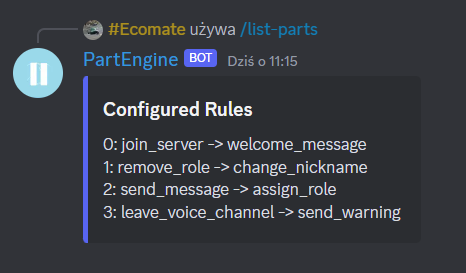 #Ecomate używa /list-parts
PartEngine BOT Dziś o 11:15
Configured Rules
0: join_server -> welcome_message
1: remove_role -> change_nickname
2: send_message -> assign_role
3: leave_voice_channel -> send_warning